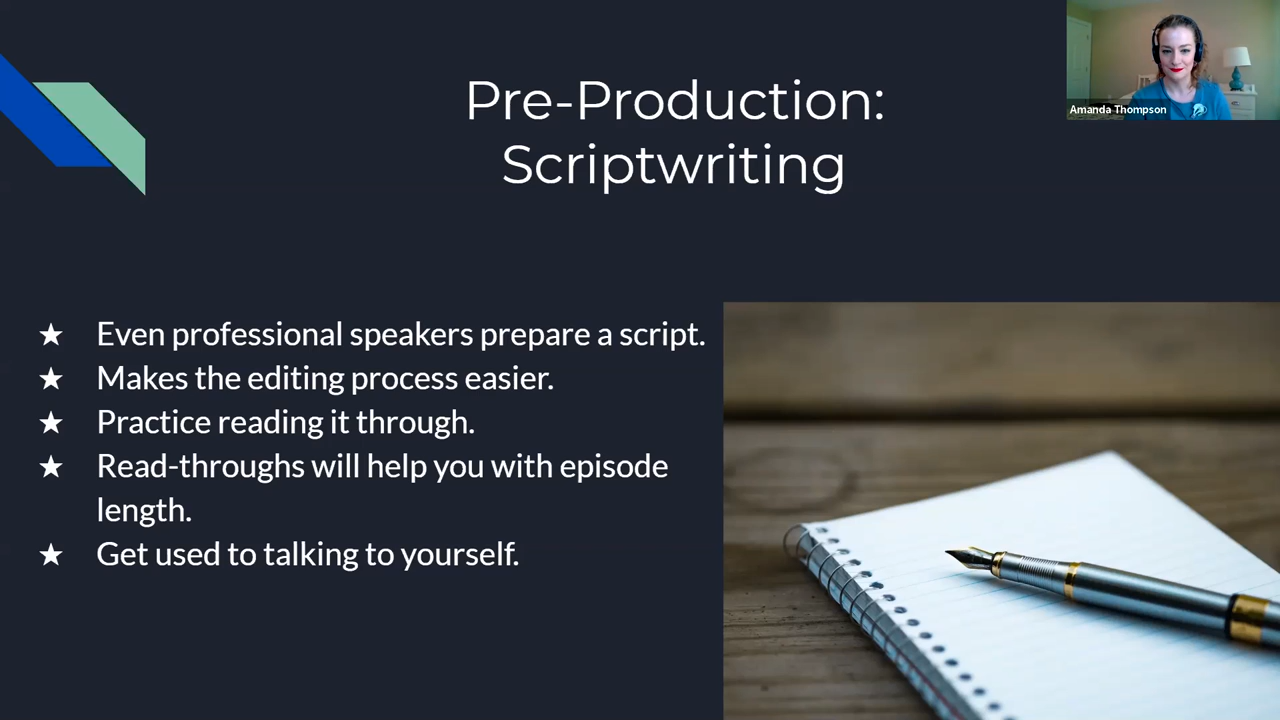 Pre-Production:
Scriptwriting
Amanda Thompson
★ Even professional speakers prepare a script.
★ Makes the editing process easier.
★ Practice reading it through.
★ Read-throughs will help you with episode
length.
★ Get used to talking to yourself.